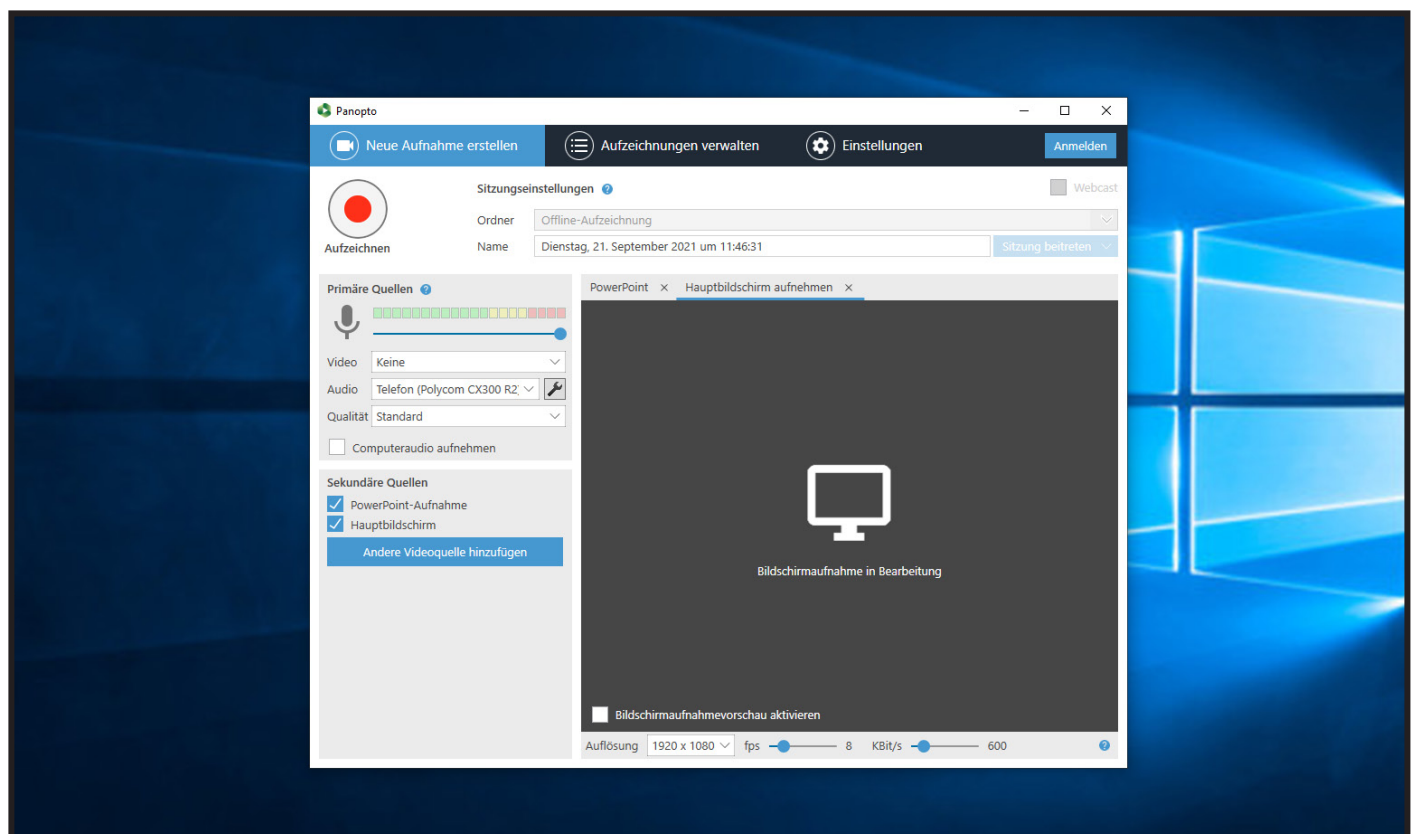 Panopto
Neue Aufnahme erstellen
Aufzeichnungen verwalten
Einstellungen
Anmelden
Aufzeichnen
Sitzungseinstellungen ?
Webcast
Ordner Offline-Aufzeichnung
Name Dienstag, 21. September 2021 um 11:46:31
Sitzung beitreten
Primäre Quellen ?
Video Keine
Audio Telefon (Polycom CX300 R2)
Qualität Standard
Computeraudio aufnehmen
Sekundäre Quellen
PowerPoint-Aufnahme
Hauptbildschirm
Andere Videoquelle hinzufügen
PowerPoint × Hauptbildschirm aufnehmen ×
Bildschirmaufnahme in Bearbeitung
Bildschirmaufnahmevorschau aktivieren
Auflösung 1920 x 1080 fps 8 KBit/s 600 ?